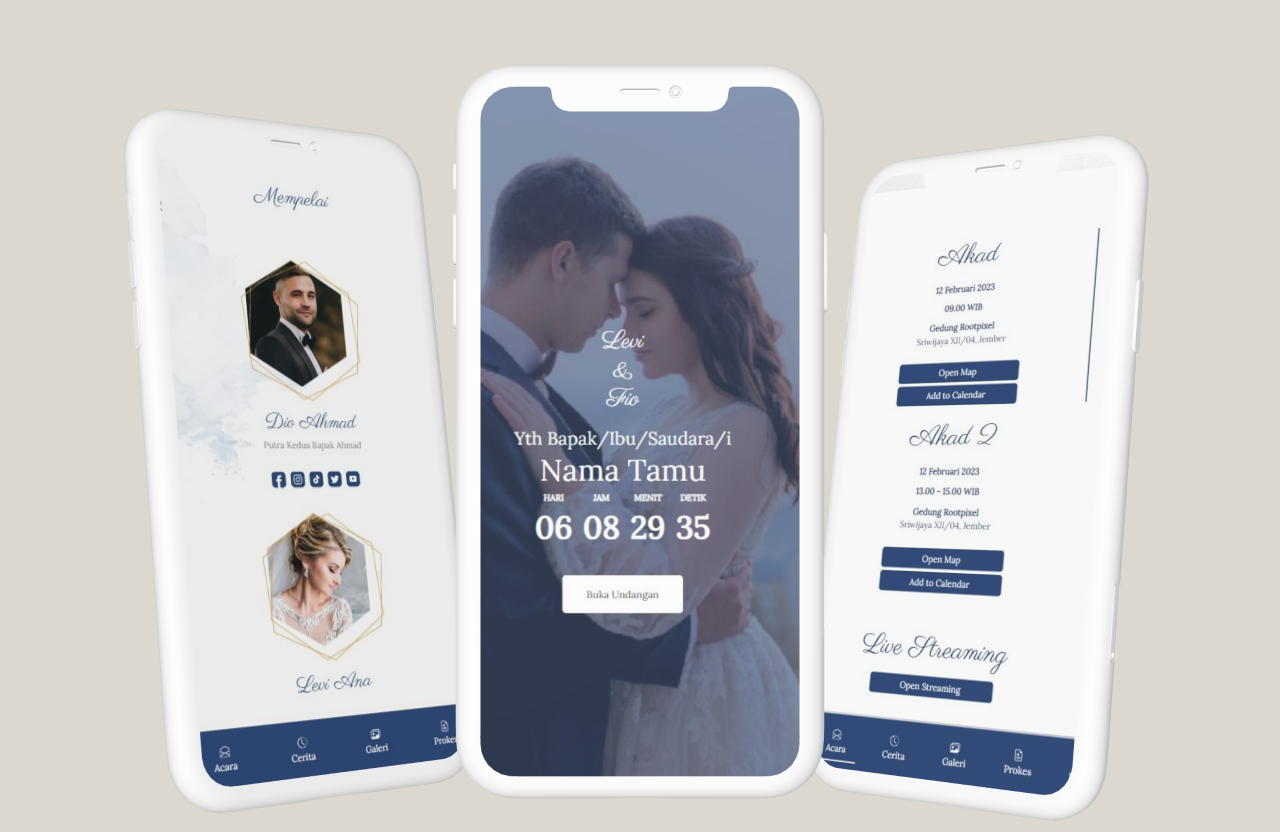 Mempelai
Dio Ahmad
Putra Kedua Bapak Ahmad
Levi Ana
Acara
Cerita
Galeri
Prokes
Levi
&
Fio
Yth Bapak/Ibu/Saudara/i
Nama Tamu
HARI JAM MENIT DETIK
06 08 29 35
Buka Undangan
Akad
12 Februari 2023
09.00 WIB
Gedung Rootpixel
Sriwijaya XII/04, Jember
Open Map
Add to Calendar
Akad 2
12 Februari 2023
13.00 - 15.00 WIB
Gedung Rootpixel
Sriwijaya XII/04, Jember
Open Map
Add to Calendar
Live Streaming
Open Streaming
Acara
Cerita
Galeri
Prokes